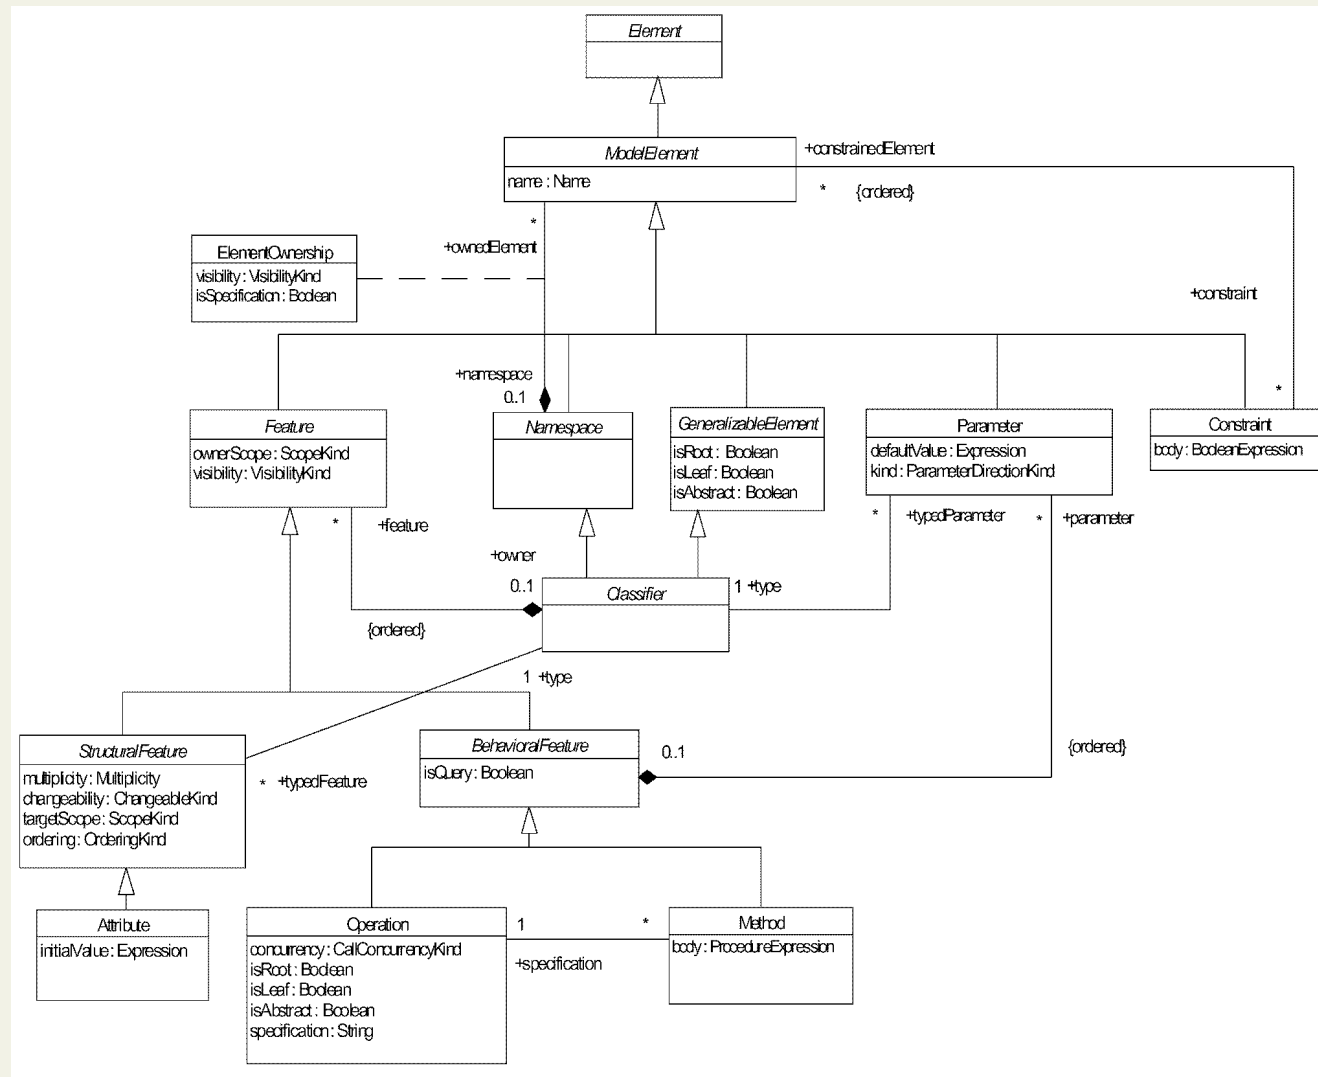 Element
ModelElement
name : Name
+constrainedElement
*
{ordered}
*
+ownedElement
ElementOwnership
visibility : VisibilityKind
isSpecification : Boolean
+constraint
*
+namespace
0..1
Feature
ownerScope : ScopeKind
visibility : VisibilityKind
Namespace
GeneralizableElement
isRoot : Boolean
isLeaf : Boolean
isAbstract : Boolean
Parameter
defaultValue : Expression
kind : ParameterDirectionKind
Constraint
body : BooleanExpression
*
+feature
*
+typedParameter
*
+parameter
+owner
0..1
Classifier
1 +type
{ordered}
1 +type
StructuralFeature
multiplicity : Multiplicity
changeability : ChangeableKind
targetScope : ScopeKind
ordering : OrderingKind
* +typedFeature
BehavioralFeature
isQuery : Boolean
0..1
{ordered}
Attribute
initialValue : Expression
Operation
concurrency : CallConcurrencyKind
isRoot : Boolean
isLeaf : Boolean
isAbstract : Boolean
specification : String
1
*
+specification
Method
body : ProcedureExpression